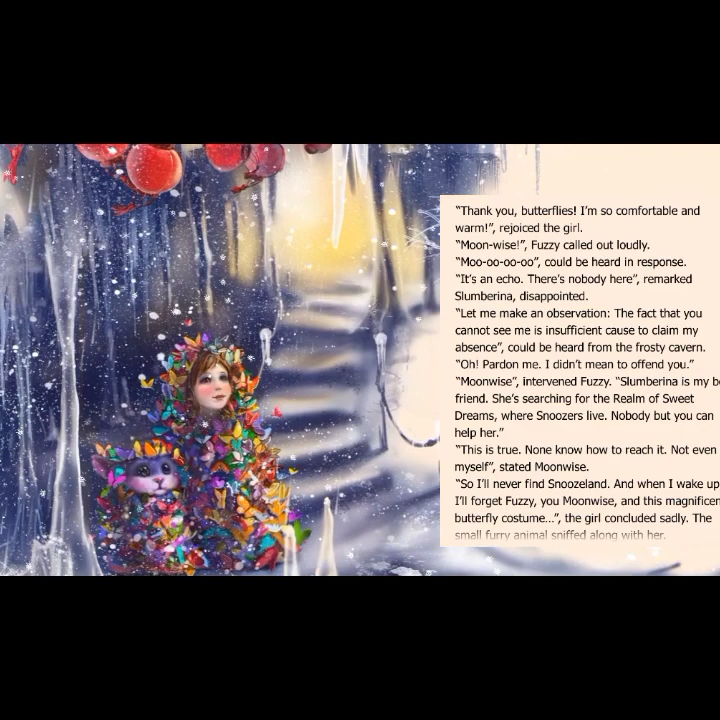 “Thank you, butterflies! I’m so comfortable and
warm!”, rejoiced the girl.
“Moon-wise!”, Fuzzy called out loudly.
“Moo-oo-oo-oo”, could be heard in response.
“It’s an echo. There’s nobody here”, remarked
Slumberina, disappointed.
“Let me make an observation: The fact that you
cannot see me is insufficient cause to claim my
absence”, could be heard from the frosty cavern.
“Oh! Pardon me. I didn’t mean to offend you.”
“Moonwise”, intervened Fuzzy. “Slumberina is my b
friend. She’s searching for the Realm of Sweet
Dreams, where Snoozers live. Nobody but you can
help her.”
“This is true. None know how to reach it. Not even
myself”, stated Moonwise.
“So I’ll never find Snoozeland. And when I wake up
I’ll forget Fuzzy, you Moonwise, and this magnificen
butterfly costume…”, the girl concluded sadly. The
small furry animal sniffed along with her.